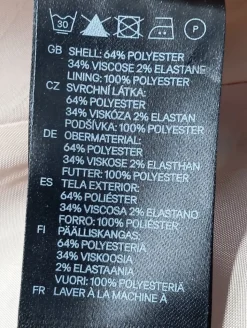 30 P
GB SHELL: 64% POLYESTER
34% VISCOSE 2% ELASTANE
LINING: 100% POLYESTER
CZ SVRCHNÍ LÁTKA:
64% POLYESTER
34% VISKÓZA 2% ELASTAN
PODŠÍVKA: 100% POLYESTER
DE OBERMATERIAL:
64% POLYESTER
34% VISKOSE 2% ELASTHAN
FUTTER: 100% POLYESTER
ES TELA EXTERIOR:
64% POLIÉSTER
34% VISCOSA 2% ELASTANO
FORRO: 100% POLIÉSTER
FI PÄÄLLISKANGAS:
64% POLYESTERIÄ
34% VISKOOSIA
2% ELASTAANIA
VUORI: 100% POLYESTERIÄ
FR LAVER À LA MACHINE À